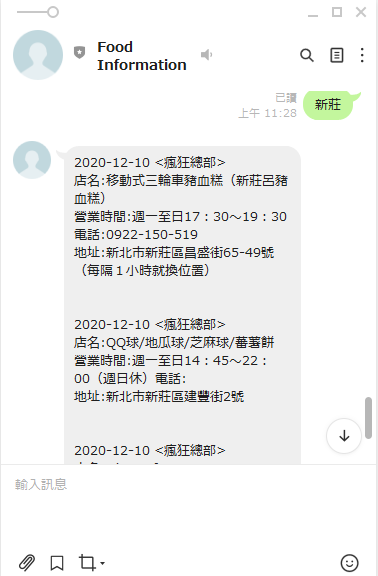 Food
Information
已讀
上午 11:28
新莊
2020-12-10 <瘋狂總部>
店名:移動式三輪車豬血糕（新莊呂豬
血糕）
營業時間:週一至日17：30～19：30
電話:0922-150-519
地址:新北市新莊區昌盛街65-49號
（每隔１小時就換位置）
2020-12-10 <瘋狂總部>
店名:QQ球/地瓜球/芝麻球/蕃薯餅
營業時間:週一至日14：45～22：
00（週日休）電話:
地址:新北市新莊區建豐街2號
2020-12-10 <瘋狂總部>
輸入訊息